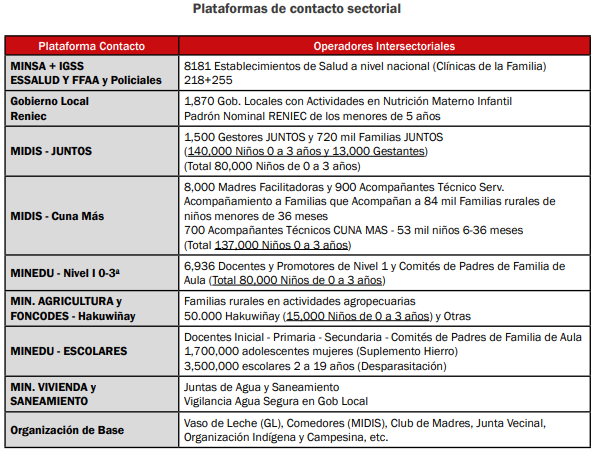 Plataformas de contacto sectorial
Plataforma Contacto
Operadores Intersectoriales
MINSA + IGSS
ESSALUD Y FFAA y Policiales
8181 Establecimientos de Salud a nivel nacional (Clínicas de la Familia)
218+255
Gobierno Local
Reniec
1,870 Gob. Locales con Actividades en Nutrición Materno Infantil
Padrón Nominal RENIEC de los menores de 5 años
MIDIS - JUNTOS
1,500 Gestores JUNTOS y 720 mil Familias JUNTOS
(140,000 Niños 0 a 3 años y 13,000 Gestantes)
(Total 80,000 Niños de 0 a 3 años)
MIDIS - Cuna Más
8,000 Madres Facilitadoras y 900 Acompañantes Técnico Serv.
Acompañamiento a Familias que Acompañan a 84 mil Familias rurales de
niños menores de 36 meses
700 Acompañantes Técnicos CUNA MAS - 53 mil niños 6-36 meses
(Total 137,000 Niños 0 a 3 años)
MINEDU - Nivel I 0-3ª
6,936 Docentes y Promotores de Nivel 1 y Comités de Padres de Familia de
Aula (Total 80,000 Niños de 0 a 3 años)
MIN. AGRICULTURA y
FONCODES - Hakuwiñay
Familias rurales en actividades agropecuarias
50.000 Hakuwiñay (15,000 Niños de 0 a 3 años) y Otras
MINEDU - ESCOLARES
Docentes Inicial - Primaria - Secundaria - Comités de Padres de Familia de Aula
1,700,000 adolescentes mujeres (Suplemento Hierro)
3,500,000 escolares 2 a 19 años (Desparasitación)
MIN. VIVIENDA y
SANEAMIENTO
Juntas de Agua y Saneamiento
Vigilancia Agua Segura en Gob Local
Organización de Base
Vaso de Leche (GL), Comedores (MIDIS), Club de Madres, Junta Vecinal,
Organización Indígena y Campesina, etc.